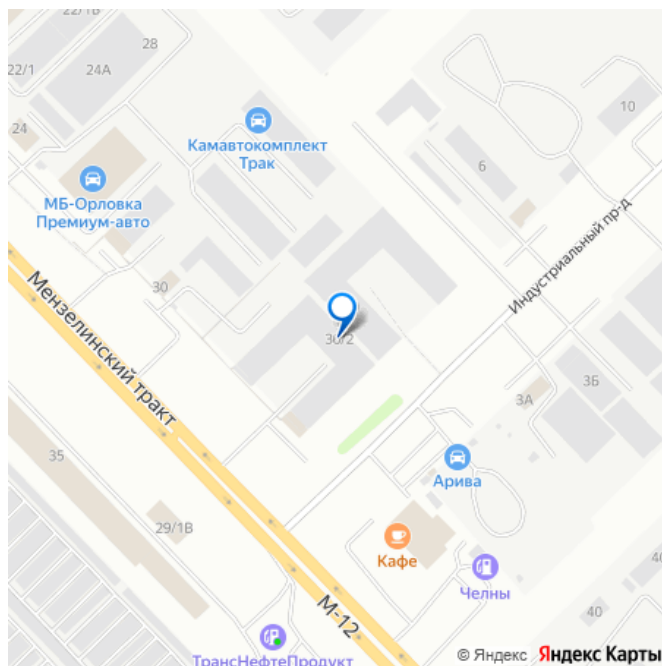 22/1В
28
22/1
24А
10
24
Камавтокомплект
Трак
6
МБ-Орловка
Премиум-авто
Индустриальный пр-д
30
30/2
Мензелинский тракт
3Б
3А
35
Арива
29/1В
Кафе
Челны
40
М-12
ТрансНефтеПродукт
© Яндекс Яндекс Карты